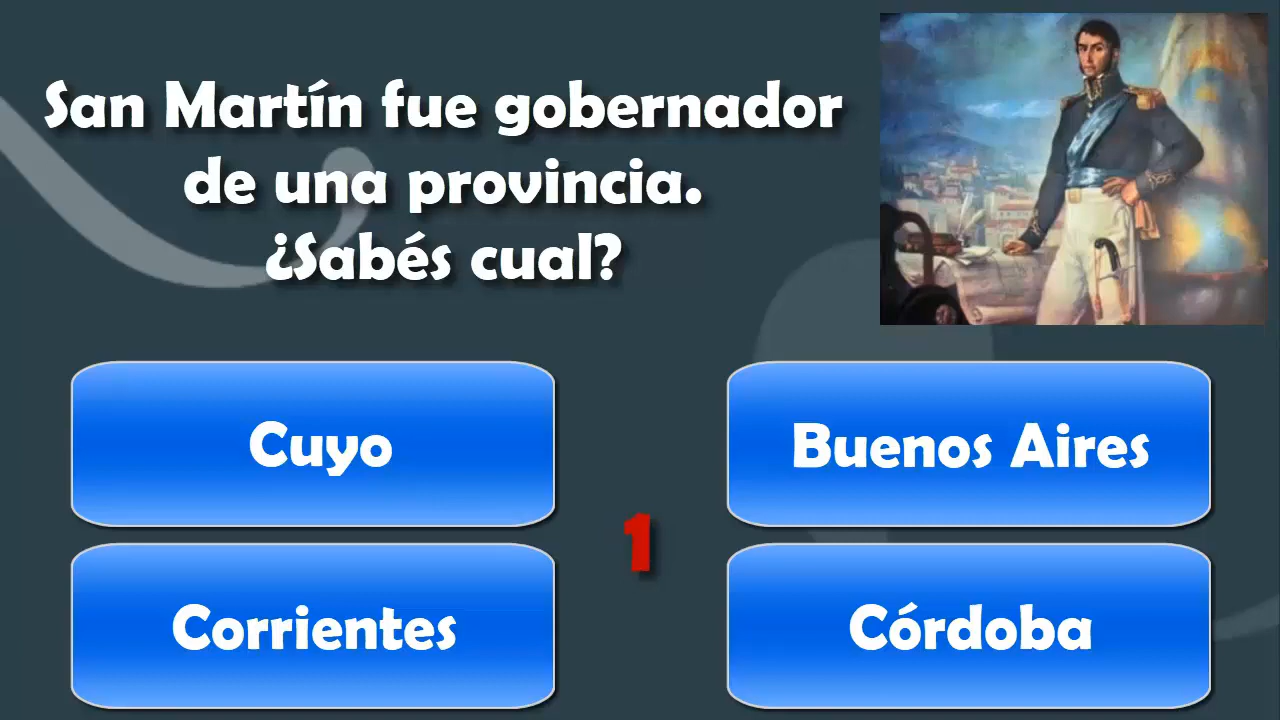 San Martín fue gobernador
de una provincia.
¿Sabés cual?
Cuyo
Buenos Aires
1
Corrientes
Córdoba